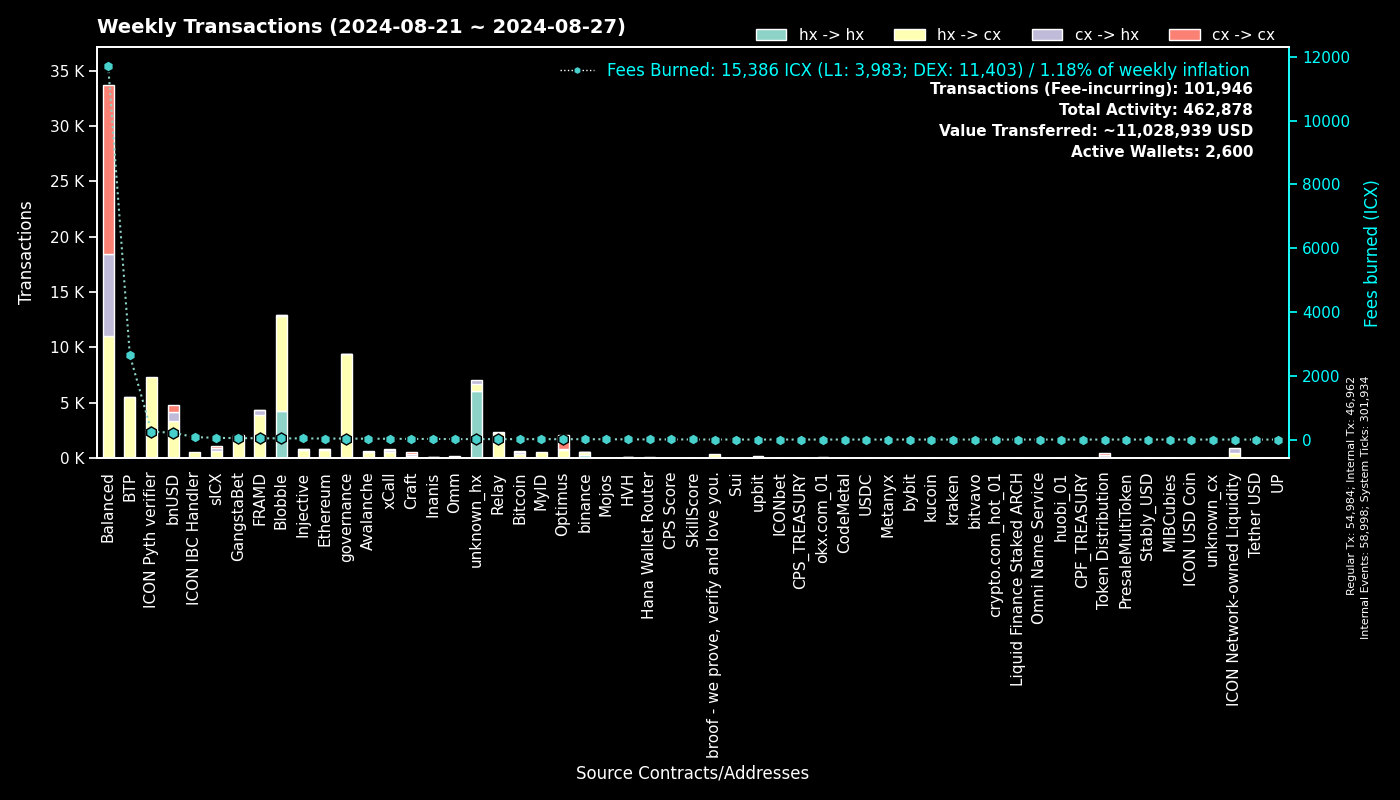 Weekly Transactions (2024-08-21 ~ 2024-08-27)
hx -> hx
hx -> cx
cx -> hx
cx -> cx
Fees Burned: 15,386 ICX (L1: 3,983; DEX: 11,403) / 1.18% of weekly inflation
Transactions (Fee-incurring): 101,946
Total Activity: 462,878
Value Transferred: ~11,028,939 USD
Active Wallets: 2,600
Transactions
35 K
30 K
25 K
20 K
15 K
10 K
5 K
0 K
12000
10000
8000
6000
4000
2000
0
Fees burned (ICX)
Regular Tx: 54,984; Internal Tx: 46,962
Internal Events: 58,998; System Ticks: 301,934
Balanced
BTP
ICON Pyth verifier
bnUSD
ICON IBC Handler
sICX
GangstaBet
FRAMD
Blobble
Injective
Ethereum
governance
Avalanche
xCall
Craft
Inanis
Omm
unknown_hx
Relay
Bitcoin
MyID
Optimus
binance
Mojos
HVH
Hana Wallet Router
CPS Score
SkillScore
broof - we prove, verify and love you.
Sui
upbit
ICONbet
CPS_TREASURY
okx.com_01
CodeMetal
USDC
Metanyx
bybit
kucoin
kraken
bitvavo
crypto.com_hot_01
Liquid Finance Staked ARCH
Omni Name Service
huobi_01
CPF_TREASURY
Token Distribution
PresaleMultiToken
Stably_USD
MIBCubies
ICON USD Coin
unknown_cx
ICON Network-owned Liquidity
Tether USD
UP
Source Contracts/Addresses